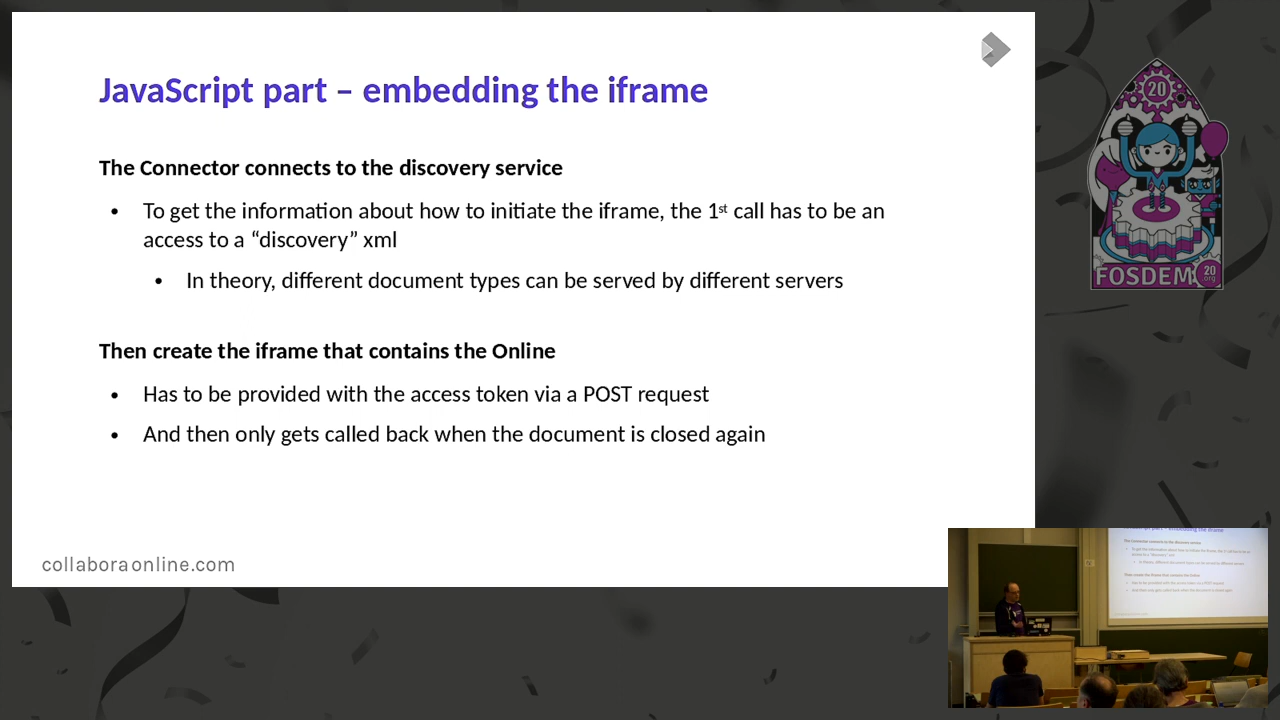 JavaScript part – embedding the iframe
The Connector connects to the discovery service
• To get the information about how to initiate the iframe, the 1st call has to be an
access to a “discovery” xml
• In theory, different document types can be served by different servers
Then create the iframe that contains the Online
• Has to be provided with the access token via a POST request
• And then only gets called back when the document is closed again
collaboraonline.com
20
FOSDEM
20
.org